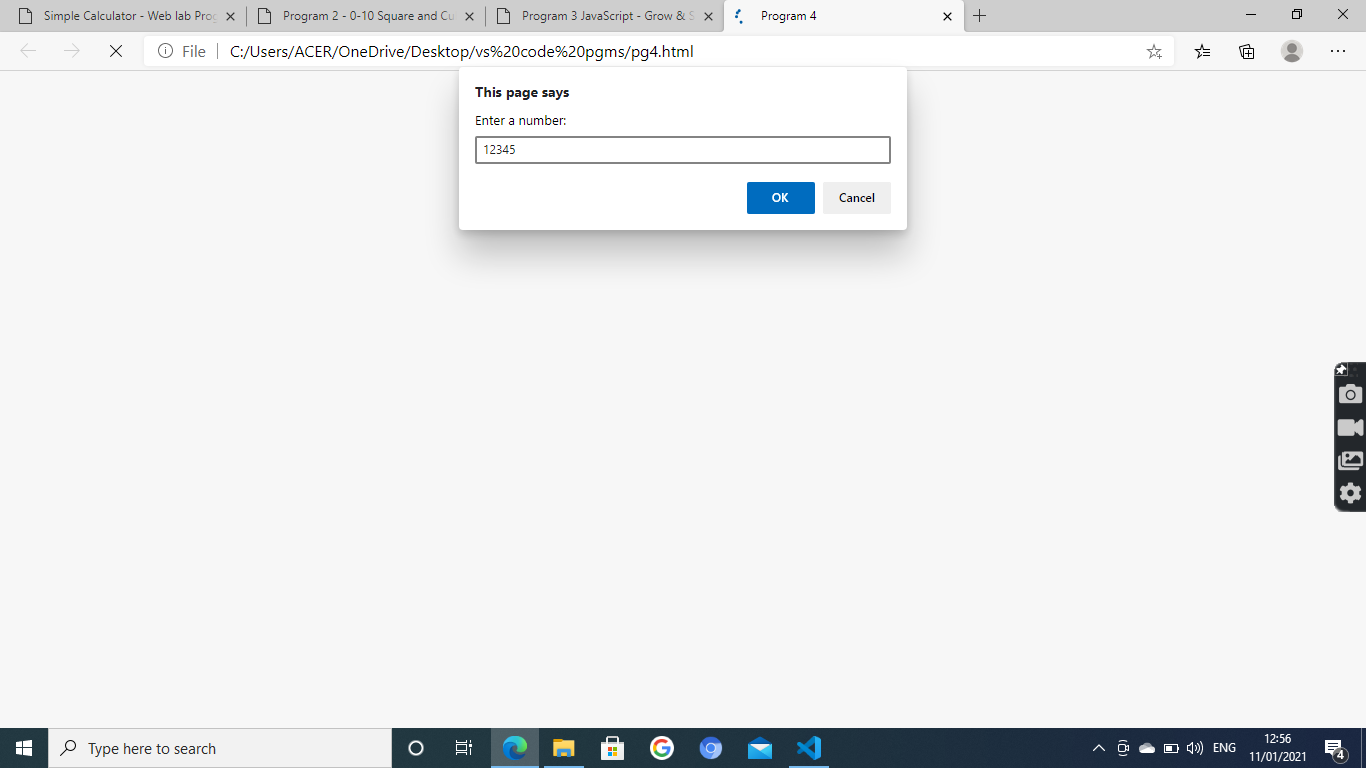 Simple Calculator - Web lab Prog
Program 2 - 0-10 Square and Cu
Program 3 JavaScript - Grow & S
Program 4
File
C:/Users/ACER/OneDrive/Desktop/vs%20code%20pgms/pg4.html
This page says
Enter a number:
12345
OK
Cancel
Type here to search
ENG
12:56
11/01/2021
4